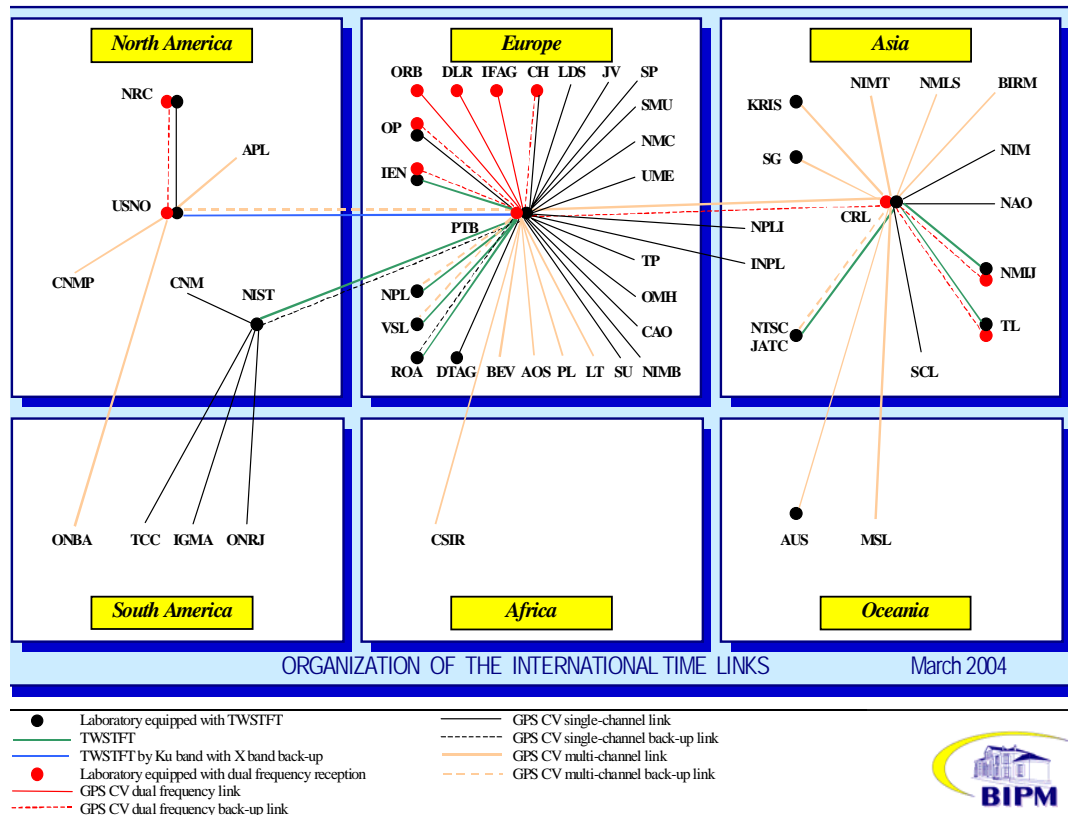 North America
Europe
Asia
NRC
APL
USNO
CNMP
CNM
NIST
ORB DLR IFAG CH LDS JV SP
OP
SMU
NMC
IEN
UME
PTB
NPLI
TP
INPL
NPL
OMH
VSL
CAO
ROA DTAG BEV AOS PL LT SU NIMB
NIMT NMLS BIRM
KRIS
NIM
SG
NAO
CRL
NMIJ
NTSC
JATC
TL
SCL
ONBA TCC IGMA ONRJ
CSIR
AUS MSL
South America
Africa
Oceania
ORGANIZATION OF THE INTERNATIONAL TIME LINKS March 2004
Laboratory equipped with TWSTFT
TWSTFT
TWSTFT by Ku band with X band back-up
Laboratory equipped with dual frequency reception
GPS CV dual frequency link
GPS CV dual frequency back-up link
GPS CV single-channel link
GPS CV single-channel back-up link
GPS CV multi-channel link
GPS CV multi-channel back-up link
BIPM